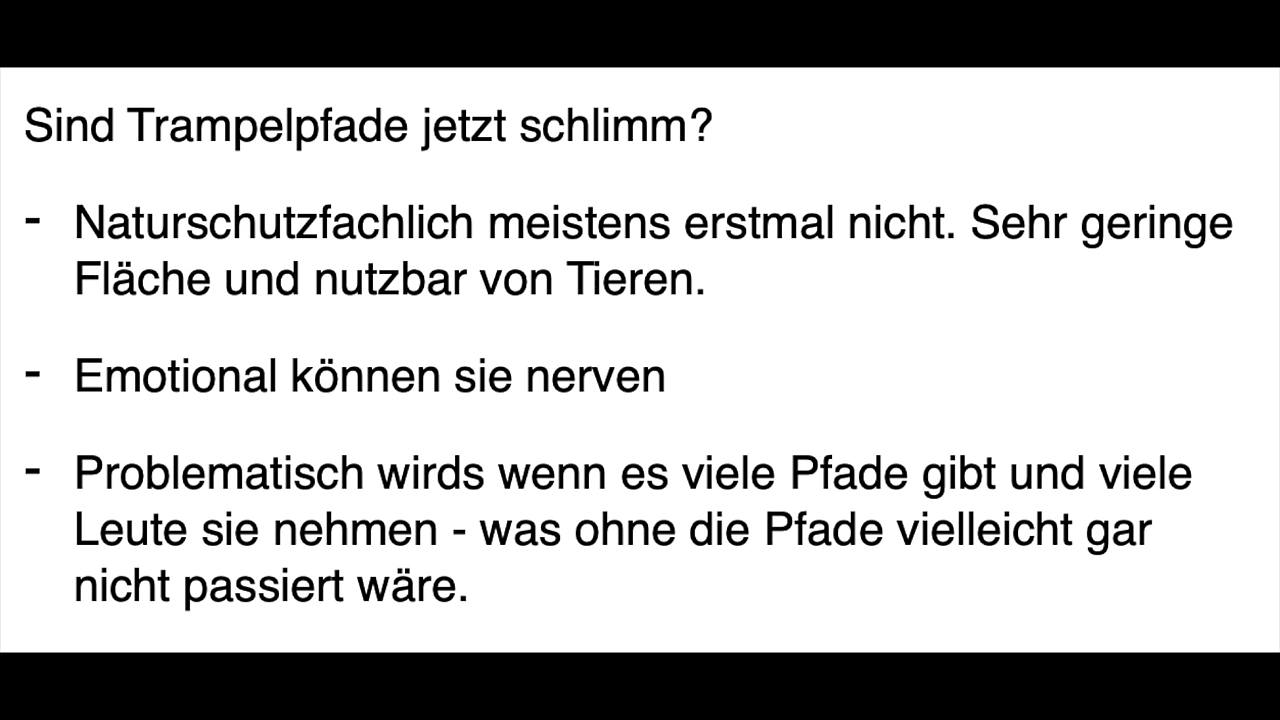 Sind Trampelpfade jetzt schlimm?
- Naturschutzfachlich meistens erstmal nicht. Sehr geringe
Fläche und nutzbar von Tieren.
- Emotional können sie nerven
- Problematisch wirds wenn es viele Pfade gibt und viele
Leute sie nehmen - was ohne die Pfade vielleicht gar
nicht passiert wäre.